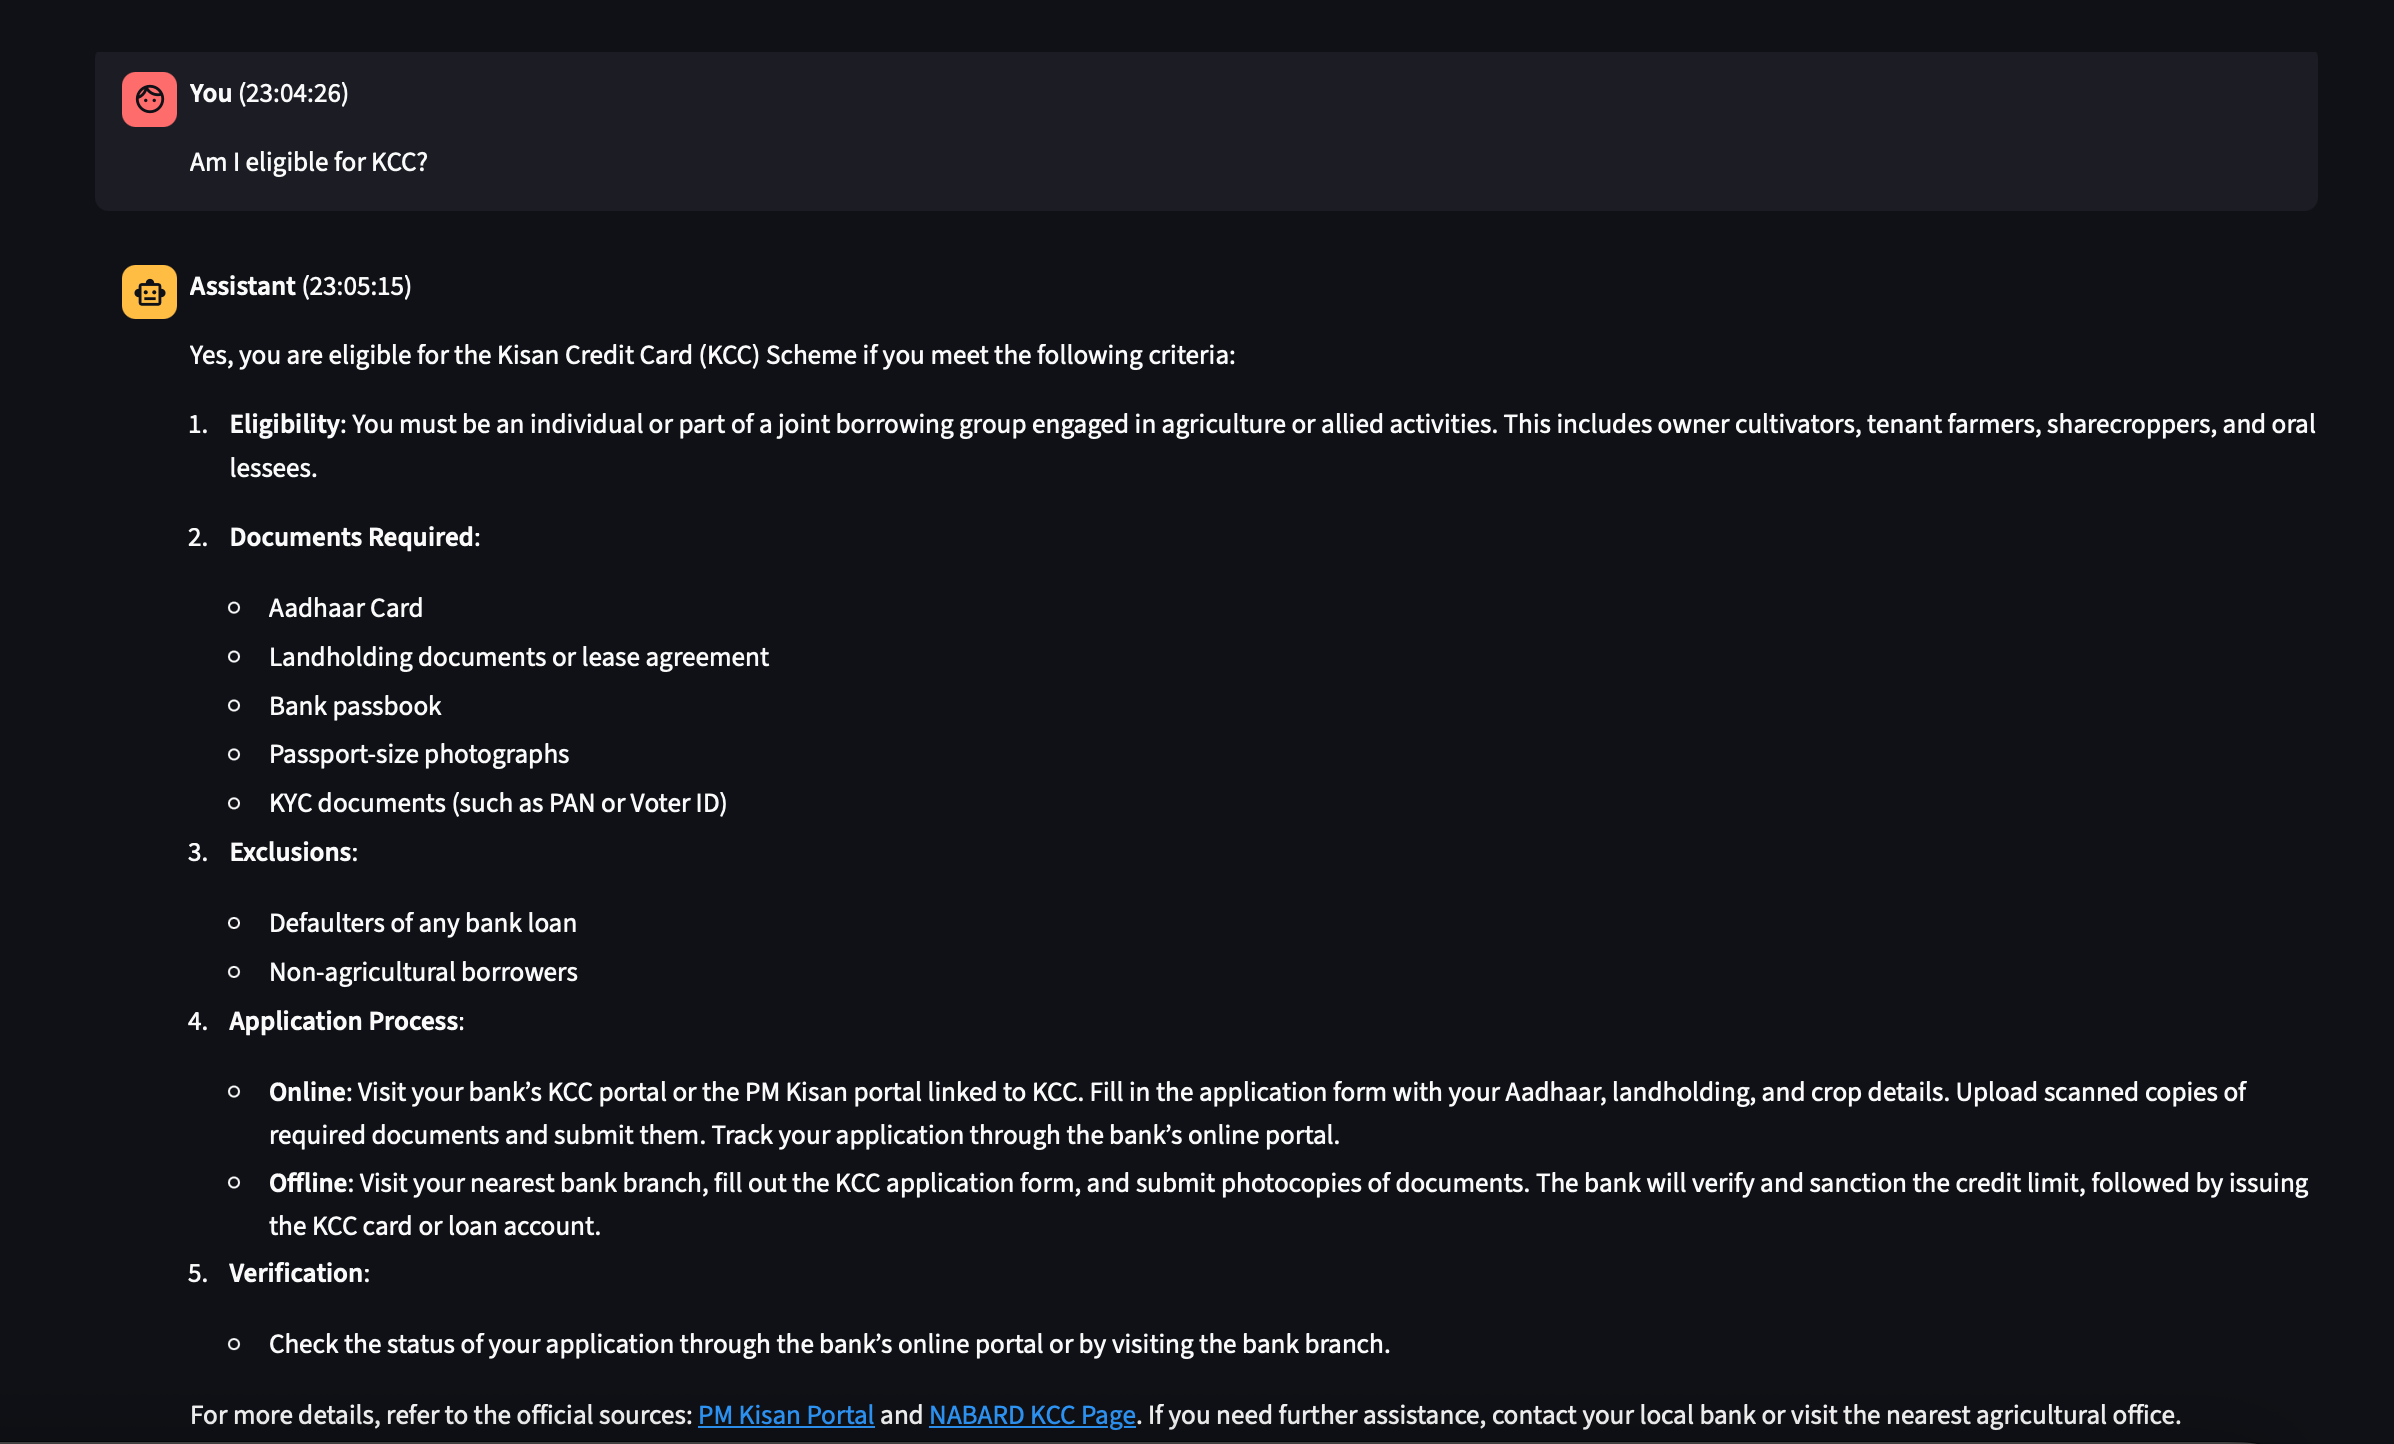 You (23:04:26)
Am I eligible for KCC?
Assistant (23:05:15)
Yes, you are eligible for the Kisan Credit Card (KCC) Scheme if you meet the following criteria:
1. Eligibility: You must be an individual or part of a joint borrowing group engaged in agriculture or allied activities. This includes owner cultivators, tenant farmers, sharecroppers, and oral
lessees.
2. Documents Required:
Aadhaar Card
Landholding documents or lease agreement
Bank passbook
Passport-size photographs
KYC documents (such as PAN or Voter ID)
3. Exclusions:
Defaulters of any bank loan
Non-agricultural borrowers
4. Application Process:
Online: Visit your bank’s KCC portal or the PM Kisan portal linked to KCC. Fill in the application form with your Aadhaar, landholding, and crop details. Upload scanned copies of
required documents and submit them. Track your application through the bank’s online portal.
Offline: Visit your nearest bank branch, fill out the KCC application form, and submit photocopies of documents. The bank will verify and sanction the credit limit, followed by issuing
the KCC card or loan account.
5. Verification:
Check the status of your application through the bank’s online portal or by visiting the bank branch.
For more details, refer to the official sources: PM Kisan Portal and NABARD KCC Page. If you need further assistance, contact your local bank or visit the nearest agricultural office.